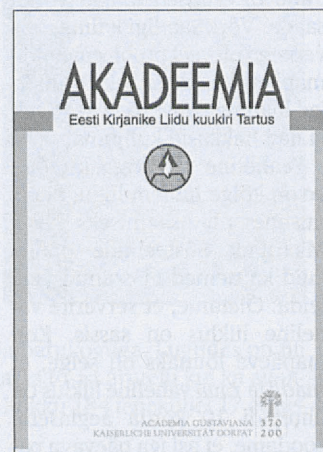 AKADEEMIA
Eesti Kirjanike Liidu kuukiri Tartus
ACADEMIA GUSTAVIANA 370
KAISERLICHE UNIVERSITÄT DORPAT 200